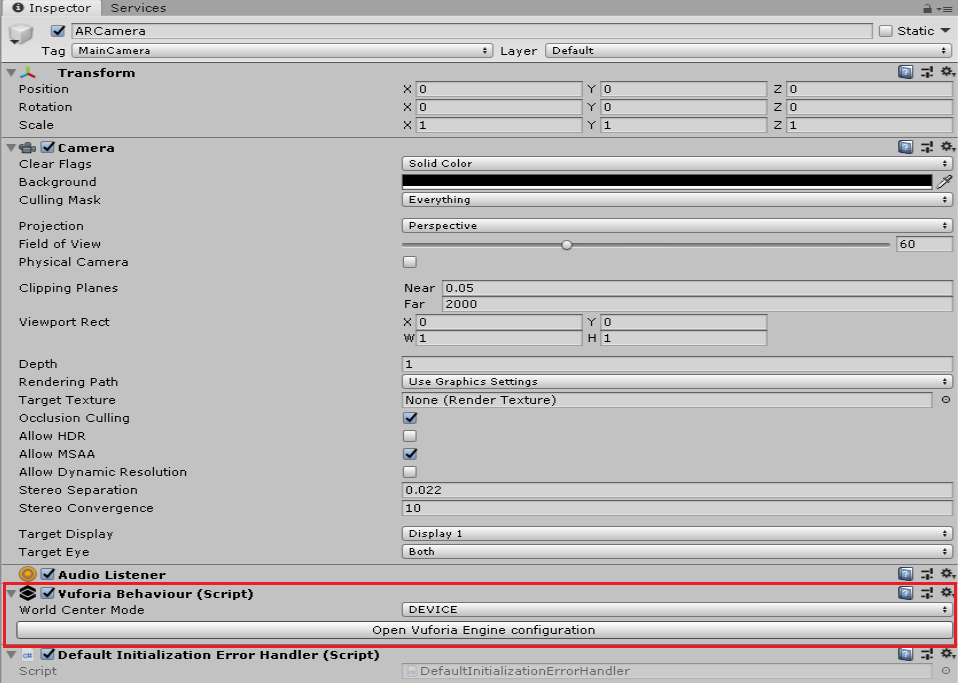 Inspector Services
ARCamera Static
Tag MainCamera Layer Default
Transform
Position X 0 Y 0 Z 0
Rotation X 0 Y 0 Z 0
Scale X 1 Y 1 Z 1
Camera
Clear Flags Solid Color
Background
Culling Mask Everything
Projection Perspective
Field of View 60
Physical Camera
Clipping Planes Near 0.05
Far 2000
Viewport Rect X 0 Y 0
W 1 H 1
Depth 1
Rendering Path Use Graphics Settings
Target Texture None (Render Texture)
Occlusion Culling
Allow HDR
Allow MSAA
Allow Dynamic Resolution
Stereo Separation 0.022
Stereo Convergence 10
Target Display Display 1
Target Eye Both
Audio Listener
Vuforia Behaviour (Script)
World Center Mode DEVICE
Open Vuforia Engine configuration
Default Initialization Error Handler (Script)
Script DefaultInitializationErrorHandler